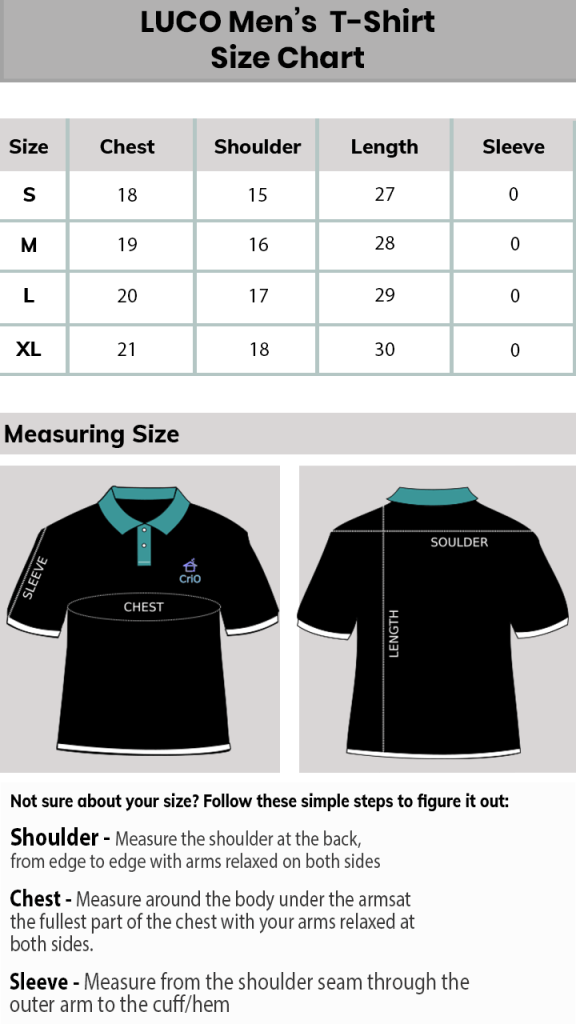 LUCO Men's T-Shirt
Size Chart
Size Chest Shoulder Length Sleeve
S 18 15 27 0
M 19 16 28 0
L 20 17 29 0
XL 21 18 30 0
Measuring Size
SLEEVE
CriO
CHEST
SOULDER
LENGTH
Not sure about your size? Follow these simple steps to figure it out:
Shoulder - Measure the shoulder at the back,
from edge to edge with arms relaxed on both sides
Chest - Measure around the body under the armsat
the fullest part of the chest with your arms relaxed at
both sides.
Sleeve - Measure from the shoulder seam through the
outer arm to the cuff/hem